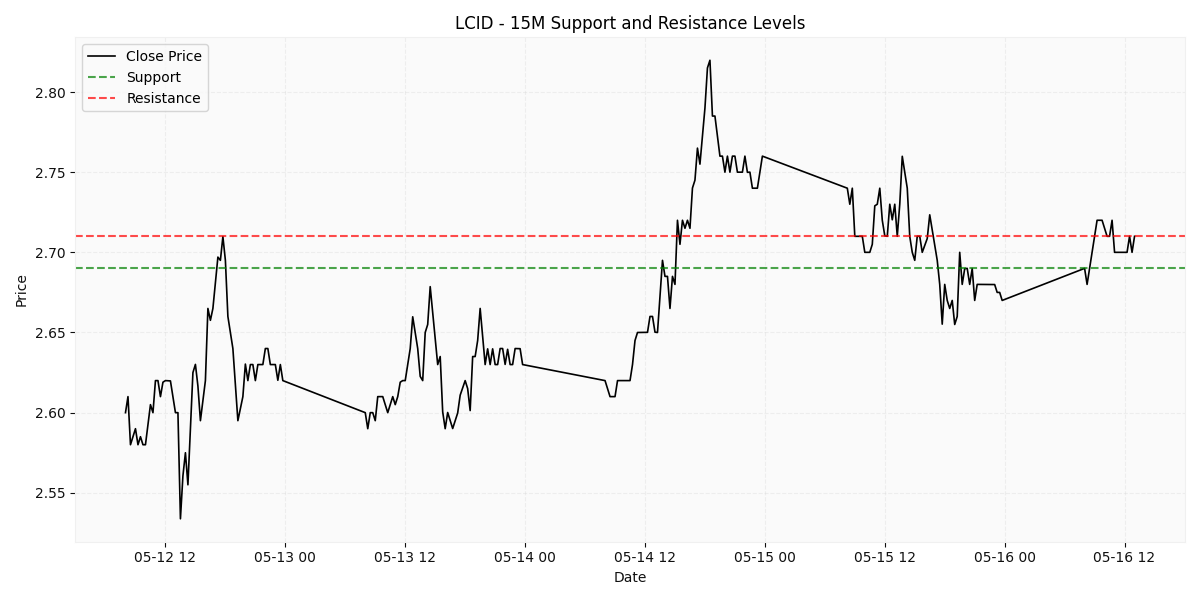 LCID - 15M Support and Resistance Levels
Close Price
Support
Resistance
Price
2.80
2.75
2.70
2.65
2.60
2.55
05-12 12
05-13 00
05-13 12
05-14 00
05-14 12
05-15 00
05-15 12
05-16 00
05-16 12
Date